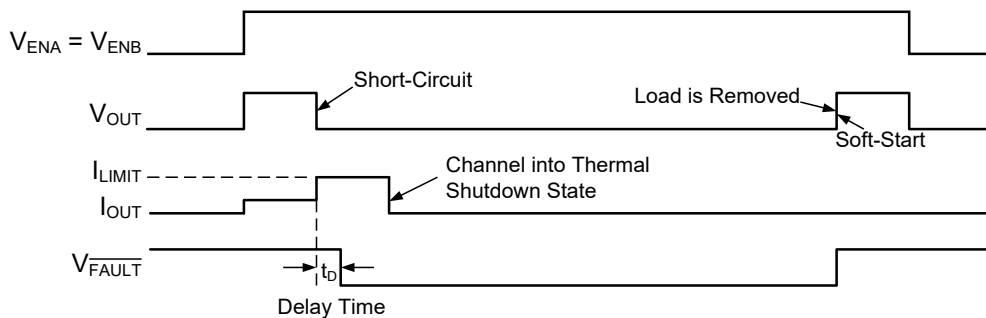 V_ENA = V_ENB
Short-Circuit
V_OUT
Load is Removed
Soft-Start
I_LIMIT
Channel into Thermal
Shutdown State
I_OUT
V_F̅A̅U̅L̅T̅
t_D
Delay Time